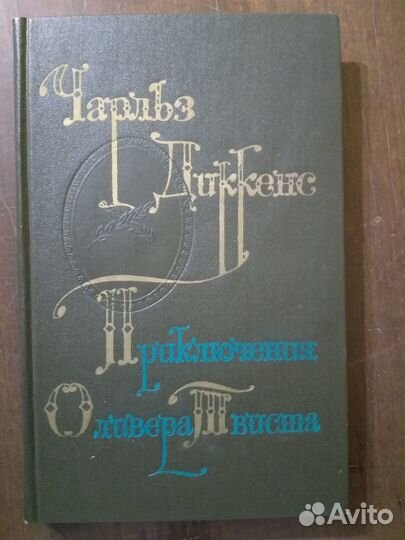 Чарльз
Диккенс
Приключения
Оливера Твиста
Avito